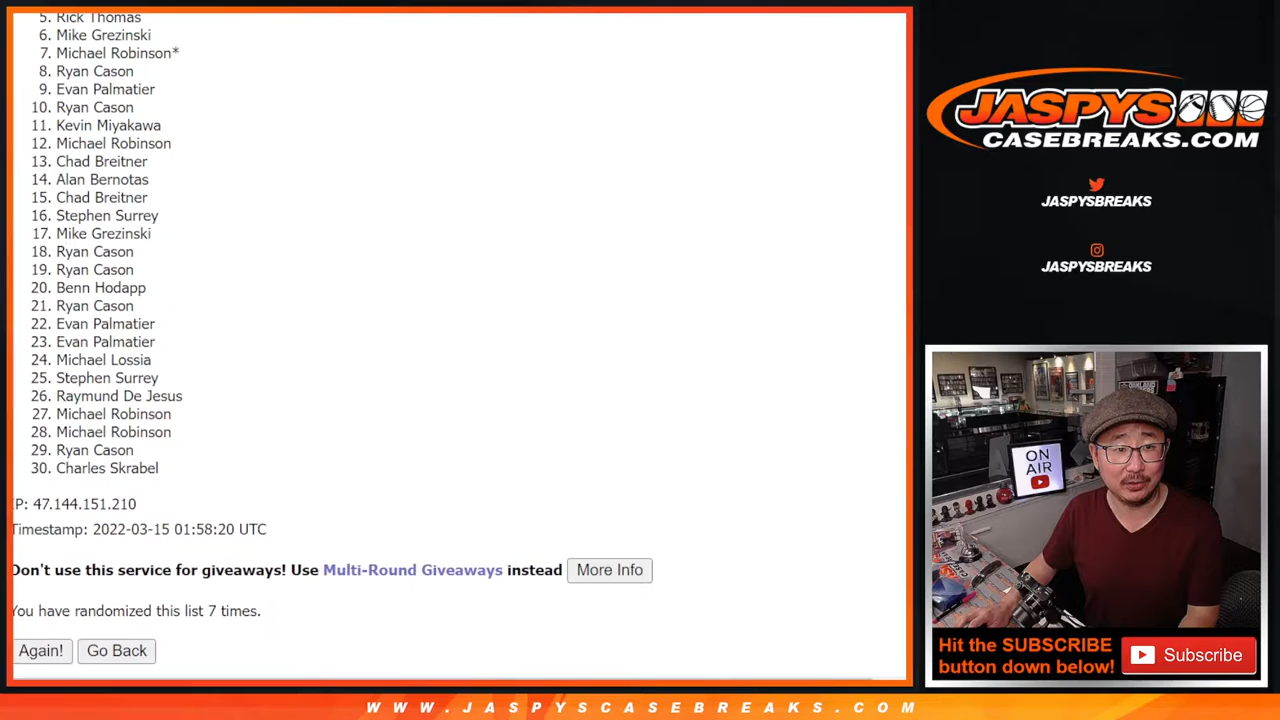 5. Rick Thomas
6. Mike Grezinski
7. Michael Robinson*
8. Ryan Cason
9. Evan Palmatier
10. Ryan Cason
11. Kevin Miyakawa
12. Michael Robinson
13. Chad Breitner
14. Alan Bernotas
15. Chad Breitner
16. Stephen Surrey
17. Mike Grezinski
18. Ryan Cason
19. Ryan Cason
20. Benn Hodapp
21. Ryan Cason
22. Evan Palmatier
23. Evan Palmatier
24. Michael Lossia
25. Stephen Surrey
26. Raymund De Jesus
27. Michael Robinson
28. Michael Robinson
29. Ryan Cason
30. Charles Skrabel
IP: 47.144.151.210
Timestamp: 2022-03-15 01:58:20 UTC
Don't use this service for giveaways! Use Multi-Round Giveaways instead More Info
You have randomized this list 7 times.
Again! Go Back
JASPYS
CASEBREAKS.COM
JASPYSBREAKS
JASPYSBREAKS
ON
AIR
Hit the SUBSCRIBE
button down below!
Subscribe
WWW.JASPYSCASEBREAKS.COM